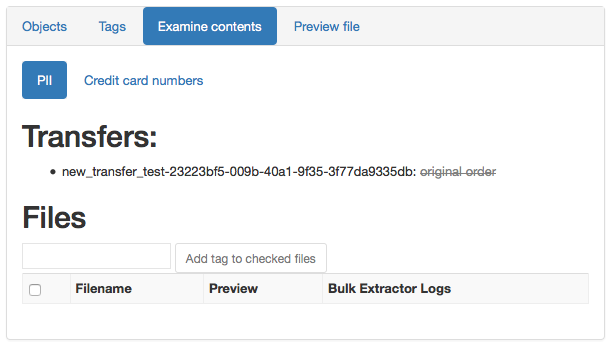 Objects Tags Examine contents Preview file
PII Credit card numbers
Transfers:
• new_transfer_test-23223bf5-009b-40a1-9f35-3f77da9335db: original order
Files
Add tag to checked files
Filename Preview Bulk Extractor Logs